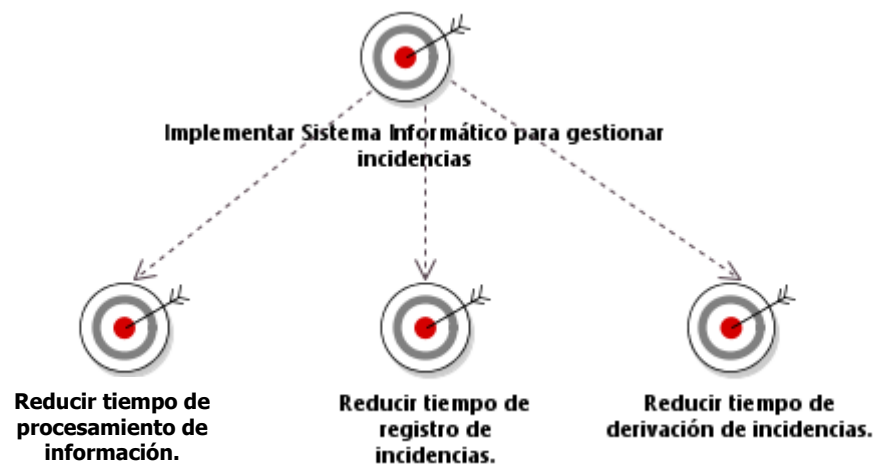 Implementar Sistema Informático para gestionar
incidencias
Reducir tiempo de
procesamiento de
información.
Reducir tiempo de
registro de
incidencias.
Reducir tiempo de
derivación de incidencias.